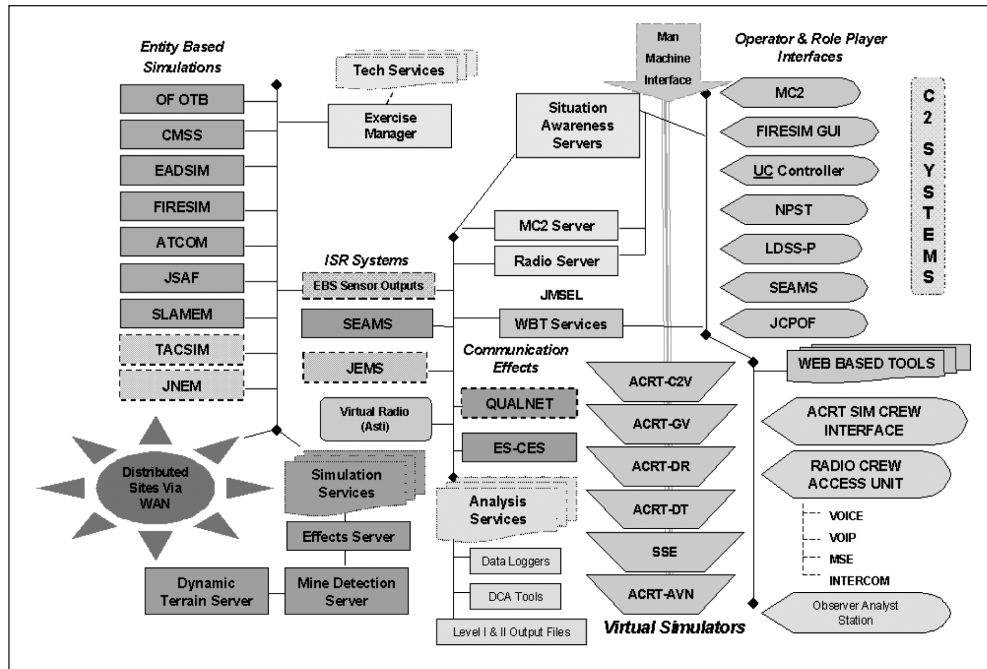 Entity Based
Simulations
OF OTB
CMSS
EADSIM
FIRESIM
ATCOM
JSAF
SLAMEM
TACSIM
JNEM
Distributed
Sites Via
WAN
Tech Services
Exercise
Manager
ISR Systems
EBS Sensor Outputs
SEAMS
JEMS
Virtual Radio
(Asti)
Simulation
Services
Effects Server
Dynamic
Terrain Server
Mine Detection
Server
Situation
Awareness
Servers
MC2 Server
Radio Server
JMSEL
WBT Services
Communication
Effects
QUALNET
ES-CES
Analysis
Services
Data Loggers
DCA Tools
Level I & II Output Files
Man
Machine
Interface
ACRT-C2V
ACRT-GV
ACRT-DR
ACRT-DT
SSE
ACRT-AVN
Virtual Simulators
Operator & Role Player
Interfaces
MC2
FIRESIM GUI
UC Controller
NPST
LDSS-P
SEAMS
JCPOF
C2 SYSTEMS
WEB BASED TOOLS
ACRT SIM CREW
INTERFACE
RADIO CREW
ACCESS UNIT
VOICE
VOIP
MSE
INTERCOM
Observer Analyst
Station